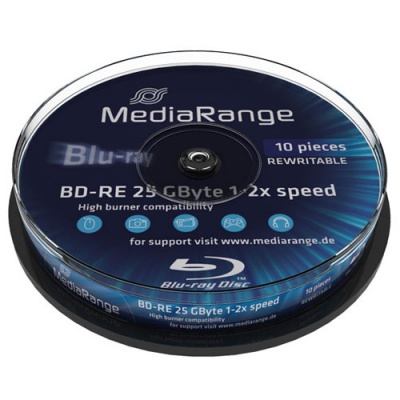 MediaRange
10 pieces
REWRITABLE
Blu-ray
BD-RE 25 GByte 1-2x speed
High burner compatibility
for support visit www.mediarange.de
Blu-ray Disc
TM
MediaRange
BD-RE 25 GByte 1-2x speed
High burner compatibility
for support visit www.mediarange.de
10 pieces
REWRITABLE